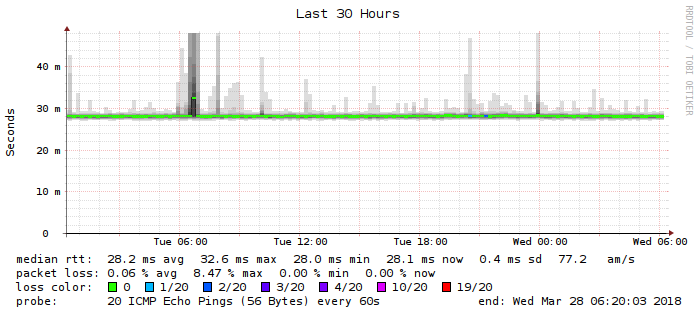 Last 30 Hours
RRDTOOL / TOBI OETIKER
Seconds
40 m
30 m
20 m
10 m
0
Tue 06:00 Tue 12:00 Tue 18:00 Wed 00:00 Wed 06:00
median rtt: 28.2 ms avg 32.6 ms max 28.0 ms min 28.1 ms now 0.4 ms sd 77.2 am/s
packet loss: 0.06 % avg 8.47 % max 0.00 % min 0.00 % now
loss color: 0 1/20 2/20 3/20 4/20 10/20 19/20
probe: 20 ICMP Echo Pings (56 Bytes) every 60s end: Wed Mar 28 06:20:03 2018